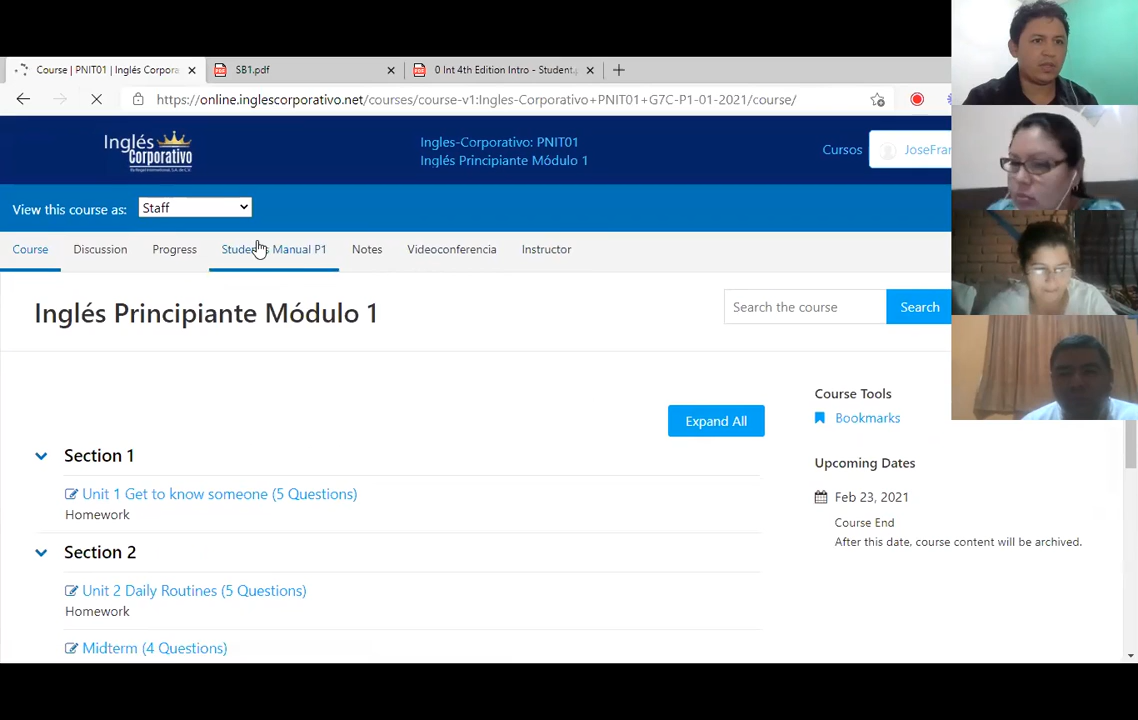 Course | PNIT01 | Inglés Corpora
SB1.pdf
0 Int 4th Edition Intro - Student
https://online.inglescorporativo.net/courses/course-v1:Ingles-Corporativo+PNIT01+G7C-P1-01-2021/course/
Inglés
Corporativo
Ingles-Corporativo: PNIT01
Inglés Principiante Módulo 1
Cursos
JoseFran
View this course as:
Staff
Course
Discussion
Progress
Student's Manual P1
Notes
Videoconferencia
Instructor
Inglés Principiante Módulo 1
Search the course
Search
Expand All
Course Tools
Bookmarks
Section 1
Upcoming Dates
Unit 1 Get to know someone (5 Questions)
Feb 23, 2021
Homework
Course End
After this date, course content will be archived.
Section 2
Unit 2 Daily Routines (5 Questions)
Homework
Midterm (4 Questions)